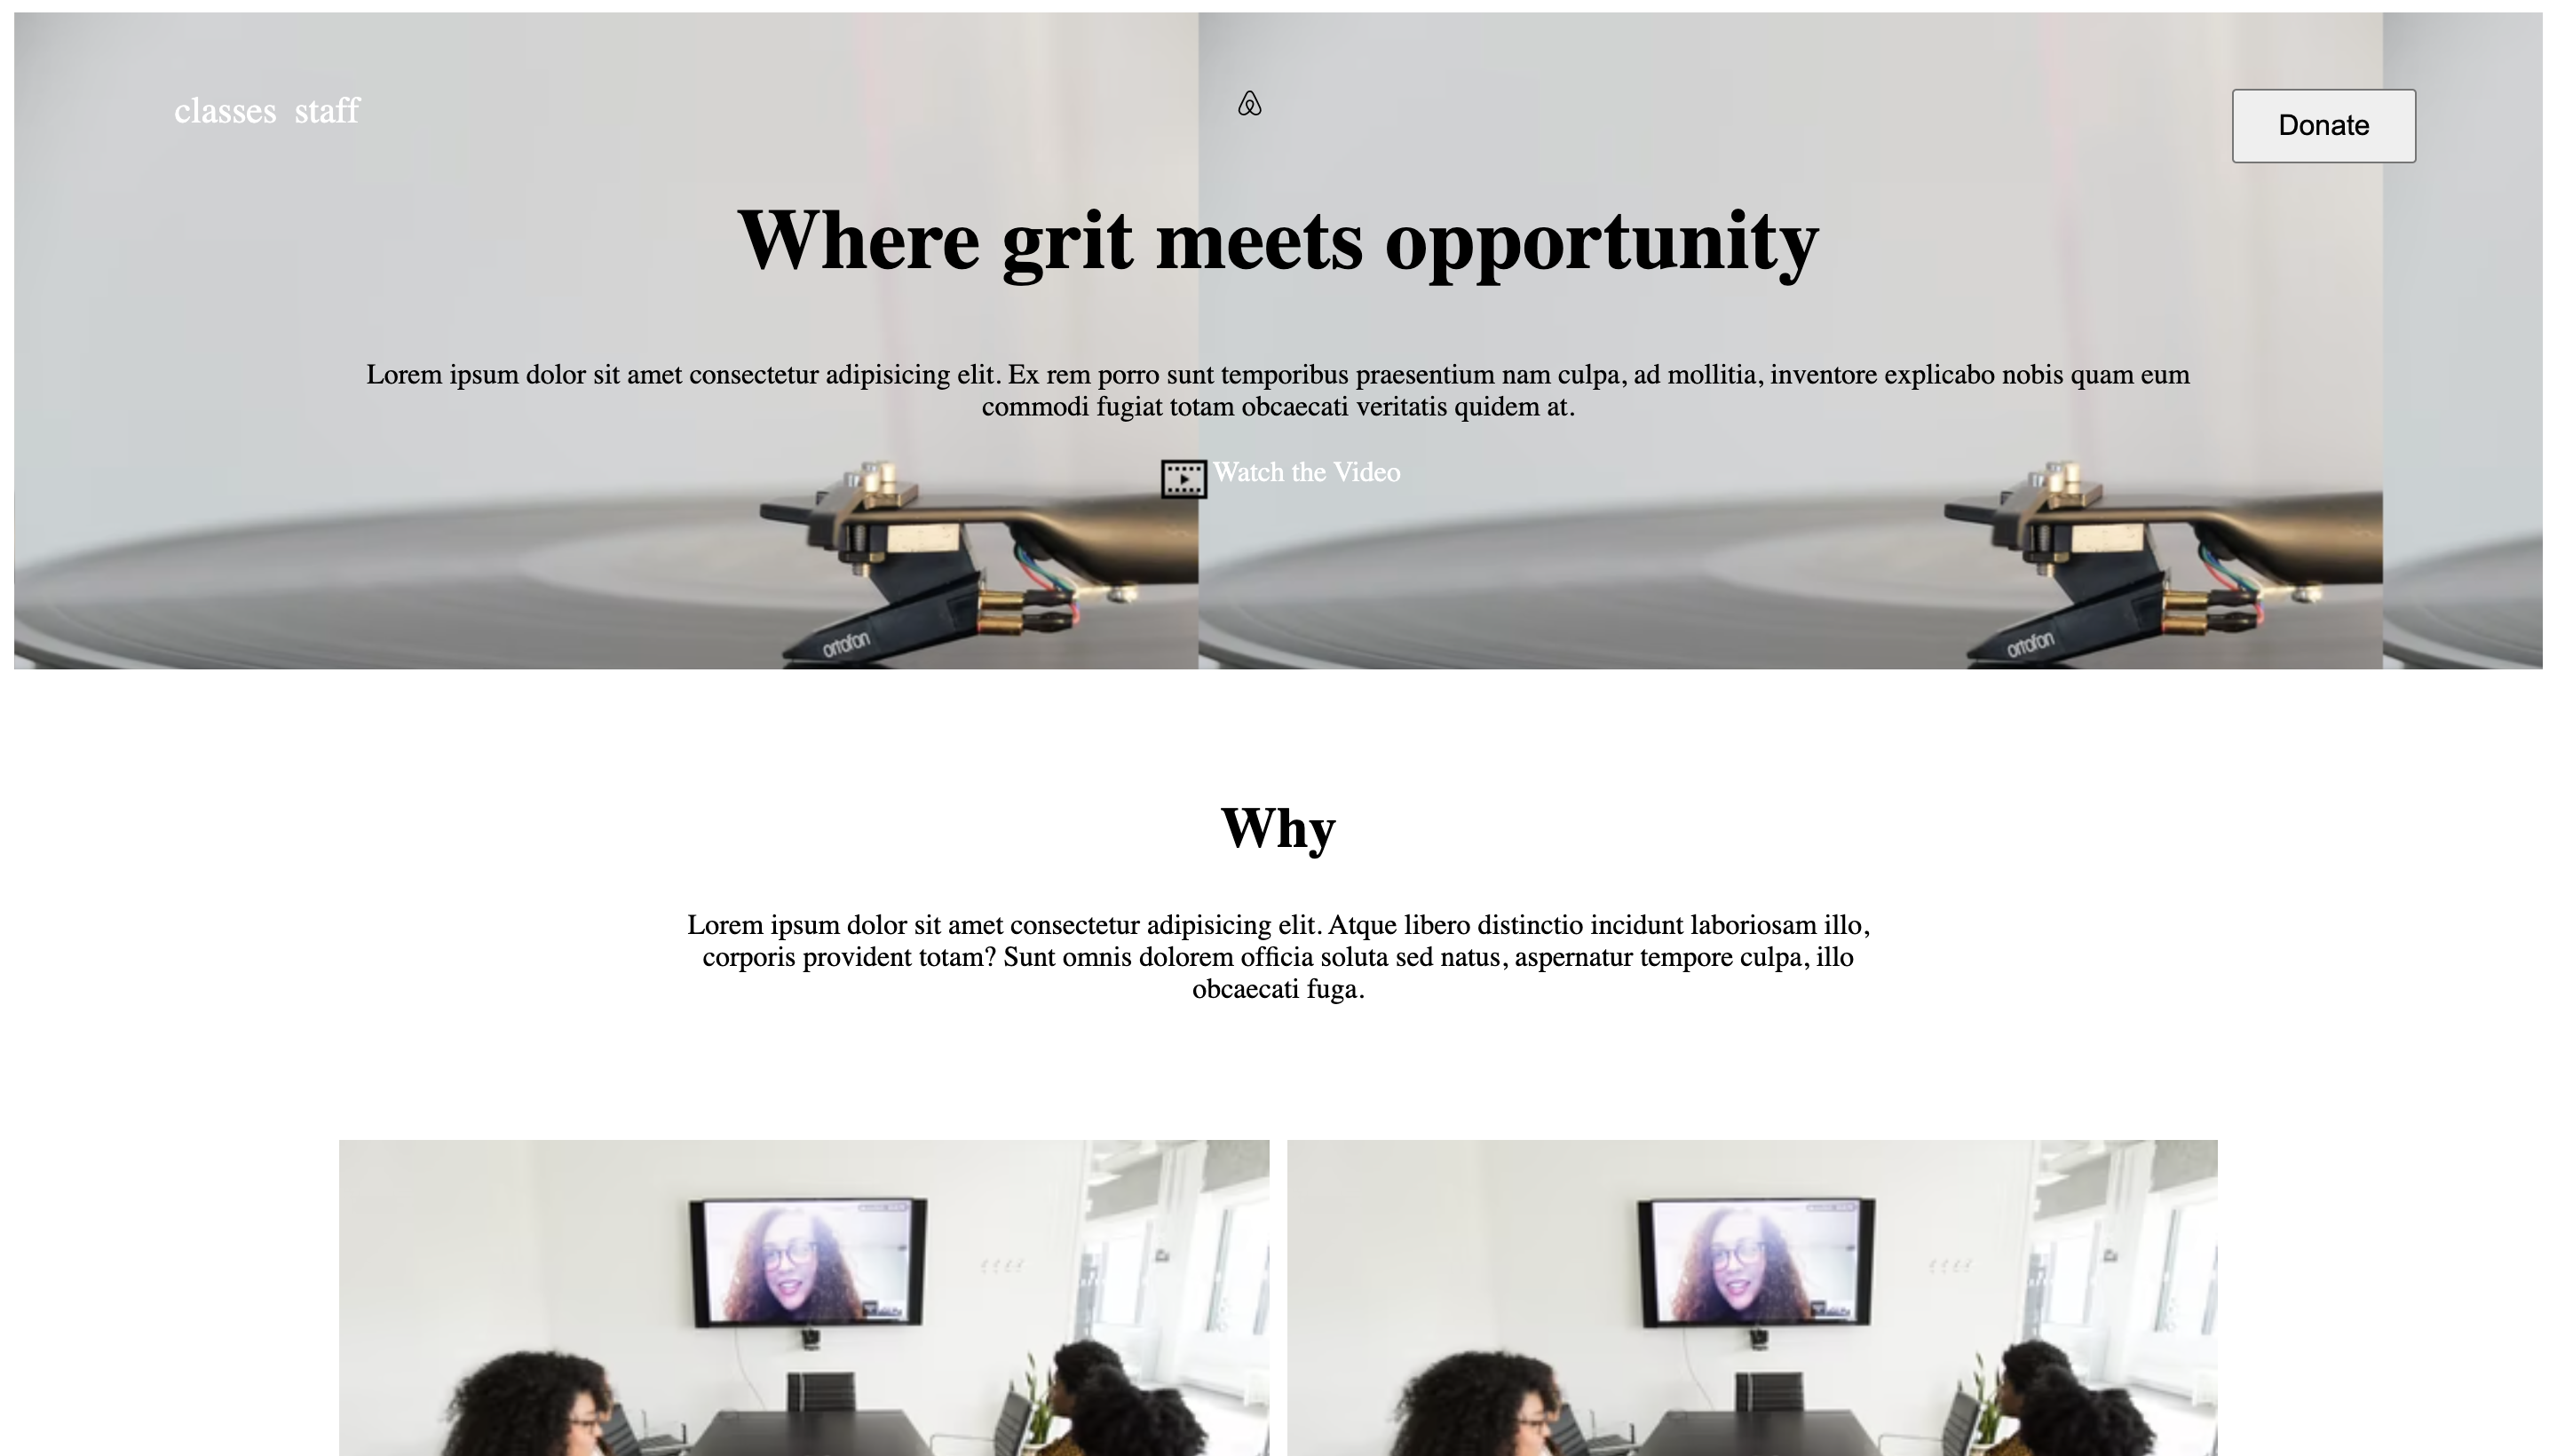 classes staff
Donate
Where grit meets opportunity
Lorem ipsum dolor sit amet consectetur adipisicing elit. Ex rem porro sunt temporibus praesentium nam culpa, ad mollitia, inventore explicabo nobis quam eum
commodi fugiat totam obcaecati veritatis quidem at.
Watch the Video
ortofon
ortofon
Why
Lorem ipsum dolor sit amet consectetur adipisicing elit. Atque libero distinctio incidunt laboriosam illo,
corporis provident totam? Sunt omnis dolorem officia soluta sed natus, aspernatur tempore culpa, illo
obcaecati fuga.